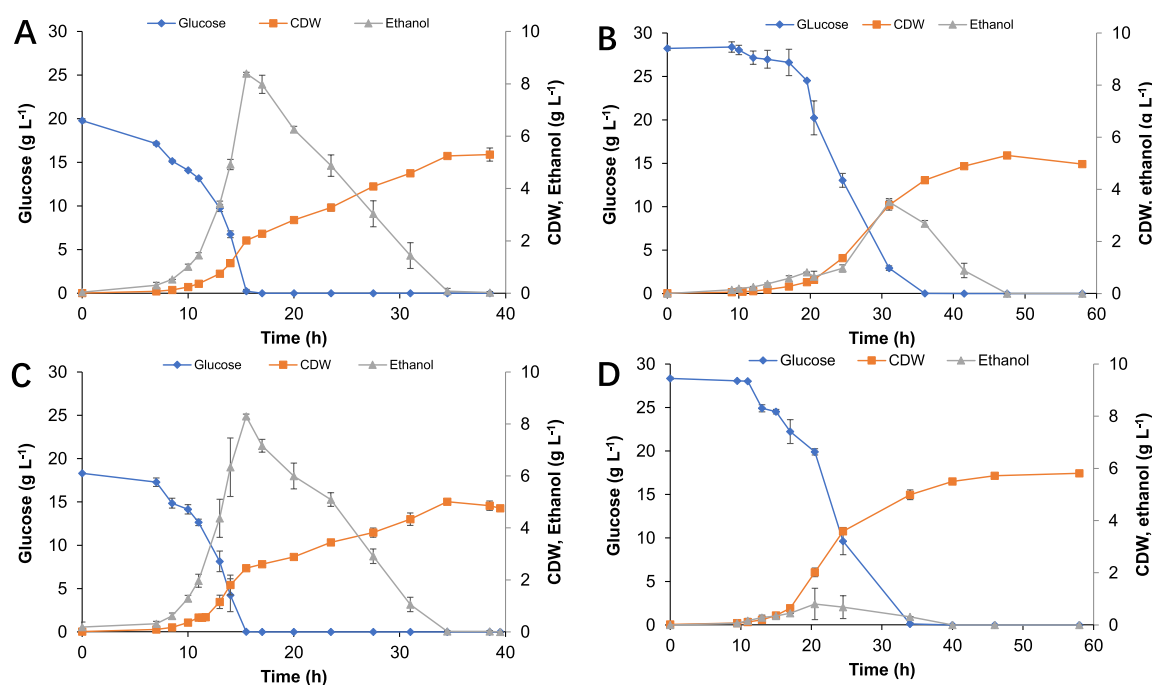 A
Glucose CDW Ethanol
30
25
20
15
10
5
0
10
8
6
4
2
0
0 10 20 30 40
Glucose (g L-1)
CDW, Ethanol (g L-1)
Time (h)
B
GLucose CDW Ethanol
30
25
20
15
10
5
0
10
8
6
4
2
0
0 10 20 30 40 50 60
Glucose (g L-1)
CDW. ethanol (g L-1)
Time (h)
C
Glucose CDW Ethanol
30
25
20
15
10
5
0
10
8
6
4
2
0
0 10 20 30 40
Glucose (g L-1)
CDW, Ethanol (g L-1)
Time (h)
D
Glucose CDW Ethanol
30
25
20
15
10
5
0
10
8
6
4
2
0
0 10 20 30 40 50 60
Glucose (g L-1)
CDW, ethanol (g L-1)
Time (h)